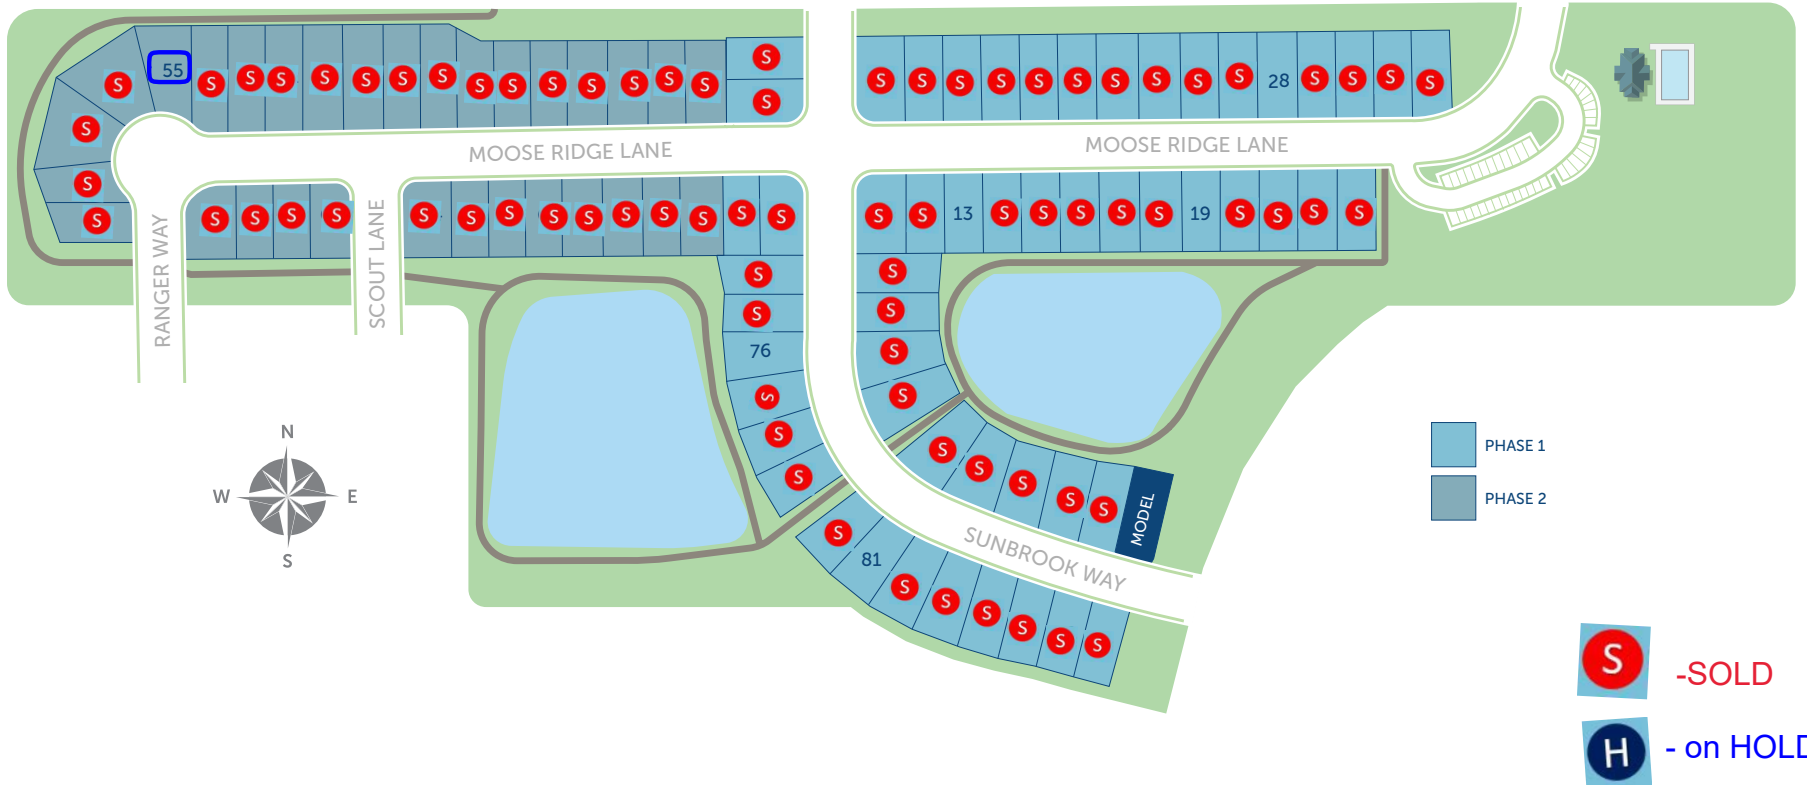 S
S 55 S S S S S S S S S S S S S S
S S S S S S S S S S 28 S S S S
S
S
MOOSE RIDGE LANE
MOOSE RIDGE LANE
S
S
S S S S
S S S S S S S S S S
S S 13 S S S S S 19 S S S S
RANGER WAY
SCOUT LANE
S
S
S
S
76
S
S
S
S
S
S
S S S S S
MODEL
SUNBROOK WAY
S 81 S S S S S S
N
W E
S
PHASE 1
PHASE 2
S -SOLD
H - on HOLD